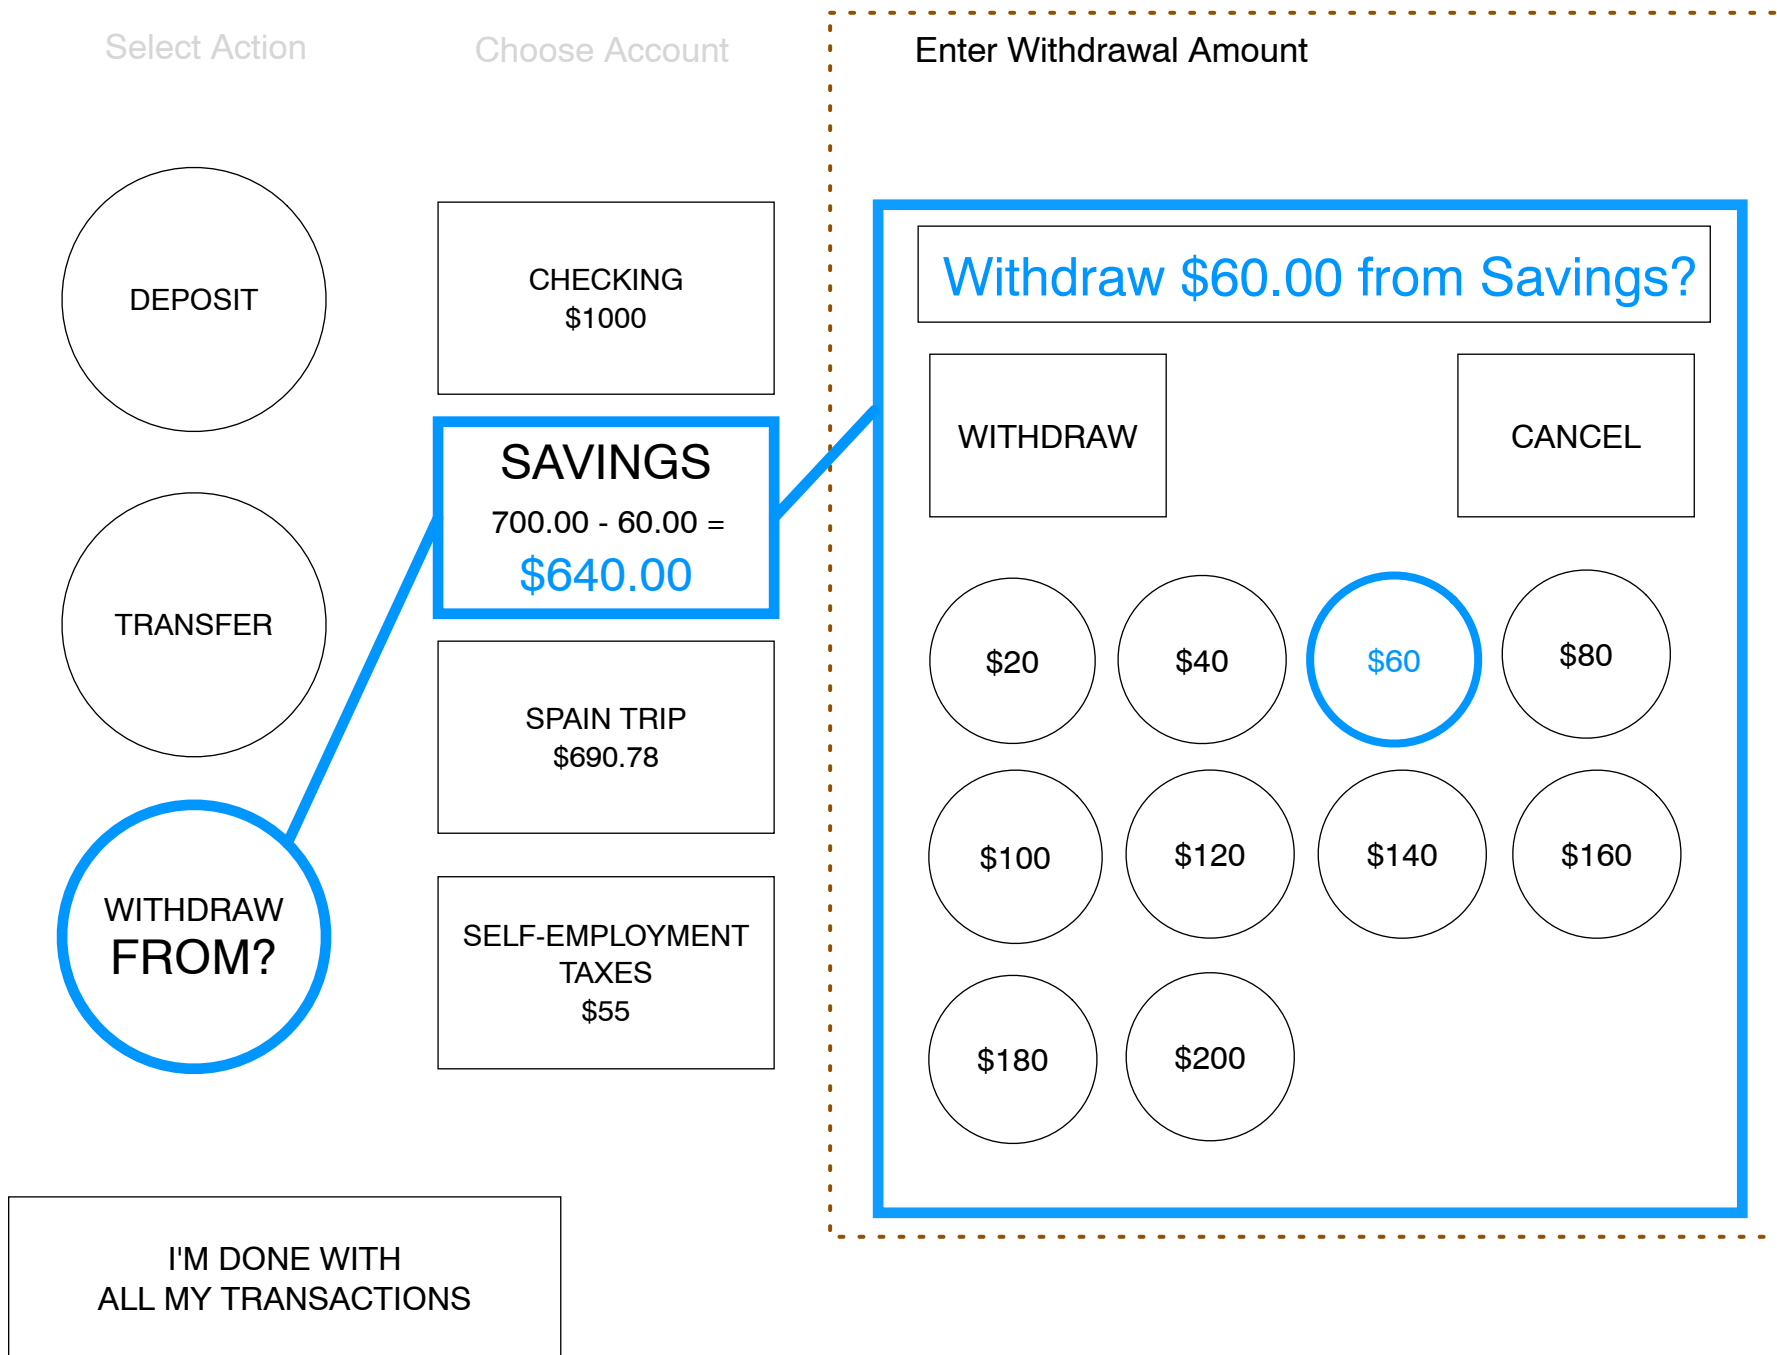 Select Action
Choose Account
Enter Withdrawal Amount
DEPOSIT
TRANSFER
WITHDRAW
FROM?
CHECKING
$1000
SAVINGS
700.00 - 60.00 =
$640.00
SPAIN TRIP
$690.78
SELF-EMPLOYMENT
TAXES
$55
Withdraw $60.00 from Savings?
WITHDRAW
CANCEL
$20
$40
$60
$80
$100
$120
$140
$160
$180
$200
I'M DONE WITH
ALL MY TRANSACTIONS